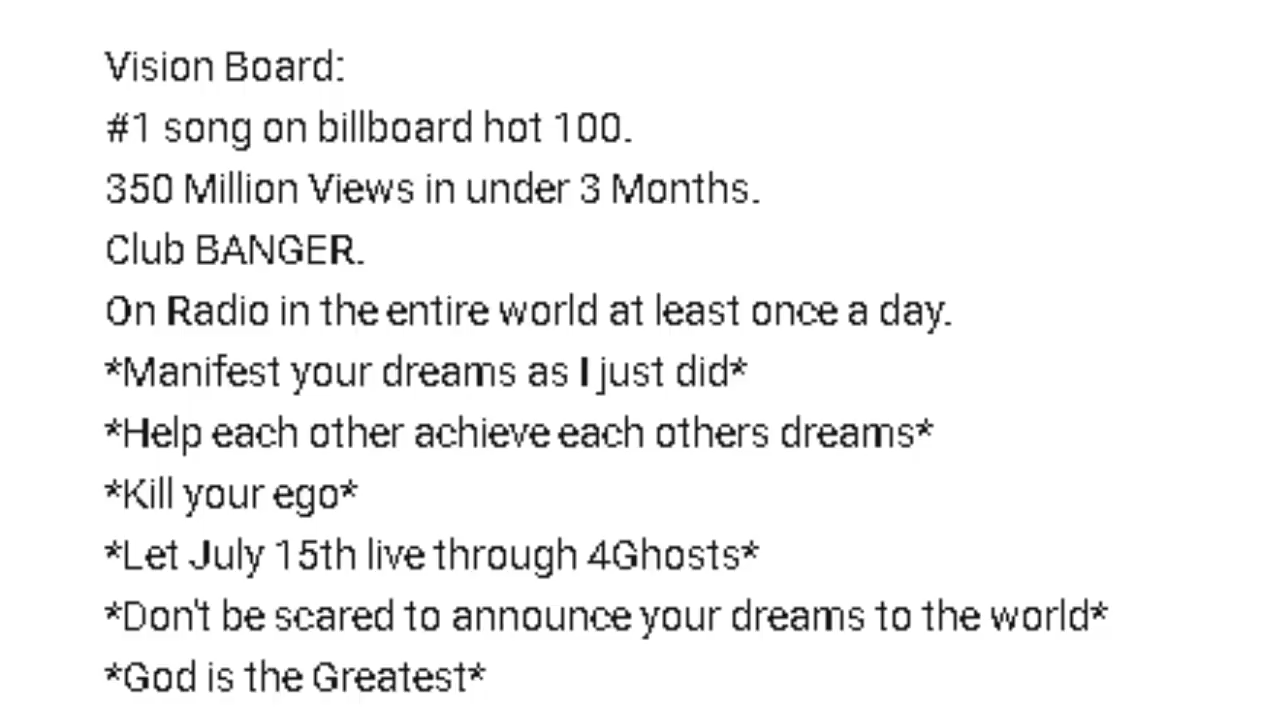 Vision Board:
#1 song on billboard hot 100.
350 Million Views in under 3 Months.
Club BANGER.
On Radio in the entire world at least once a day.
*Manifest your dreams as I just did*
*Help each other achieve each others dreams*
*Kill your ego*
*Let July 15th live through 4Ghosts*
*Don't be scared to announce your dreams to the world*
*God is the Greatest*